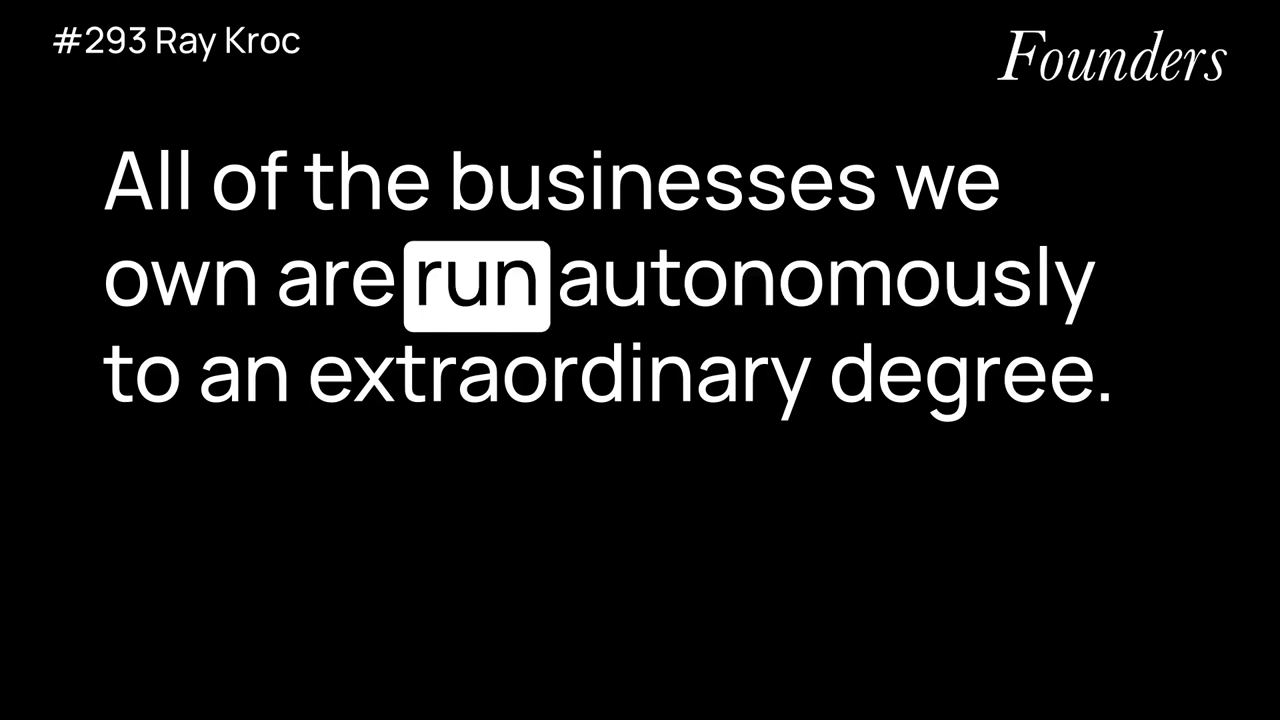 #293 Ray Kroc
Founders
All of the businesses we
own are run autonomously
to an extraordinary degree.